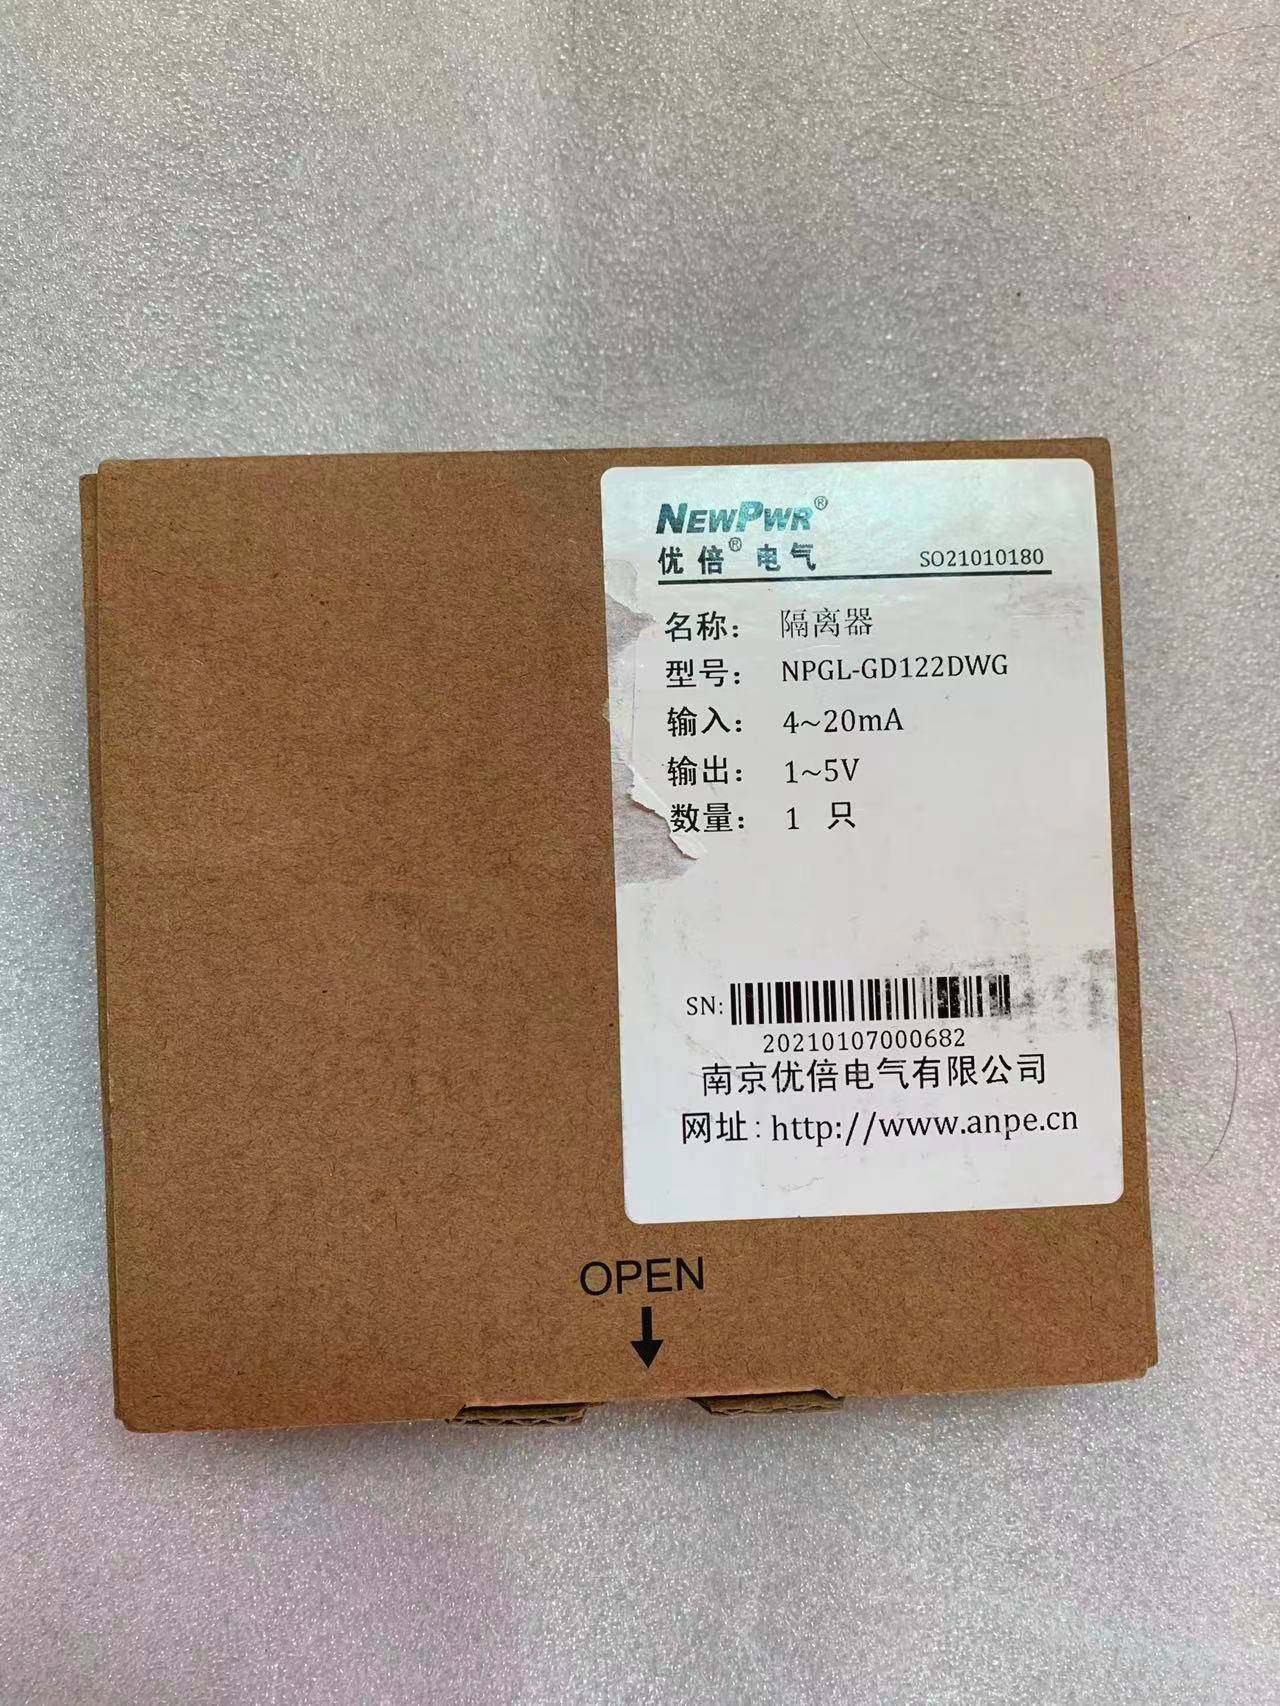 NEWPWR®
优倍® 电气 SO21010180
名称： 隔离器
型号： NPGL-GD122DWG
输入： 4~20mA
输出： 1~5V
数量： 1 只
SN:
20210107000682
南京优倍电气有限公司
网址：http://www.anpe.cn
OPEN